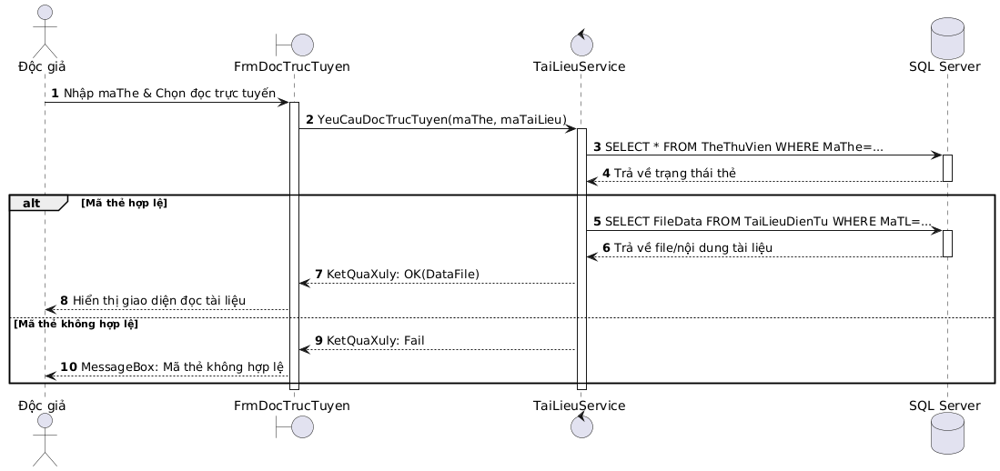 Độc giả
FrmDocTrucTuyen
TaiLieuService
SQL Server
1 Nhập maThe & Chọn đọc trực tuyến
2 YeuCauDocTrucTuyen(maThe, maTaiLieu)
3 SELECT * FROM TheThuVien WHERE MaThe=...
4 Trả về trạng thái thẻ
alt [Mã thẻ hợp lệ]
5 SELECT FileData FROM TaiLieuDienTu WHERE MaTL=...
6 Trả về file/nội dung tài liệu
7 KetQuaXuly: OK(DataFile)
8 Hiển thị giao diện đọc tài liệu
[Mã thẻ không hợp lệ]
9 KetQuaXuly: Fail
10 MessageBox: Mã thẻ không hợp lệ
Độc giả
FrmDocTrucTuyen
TaiLieuService
SQL Server